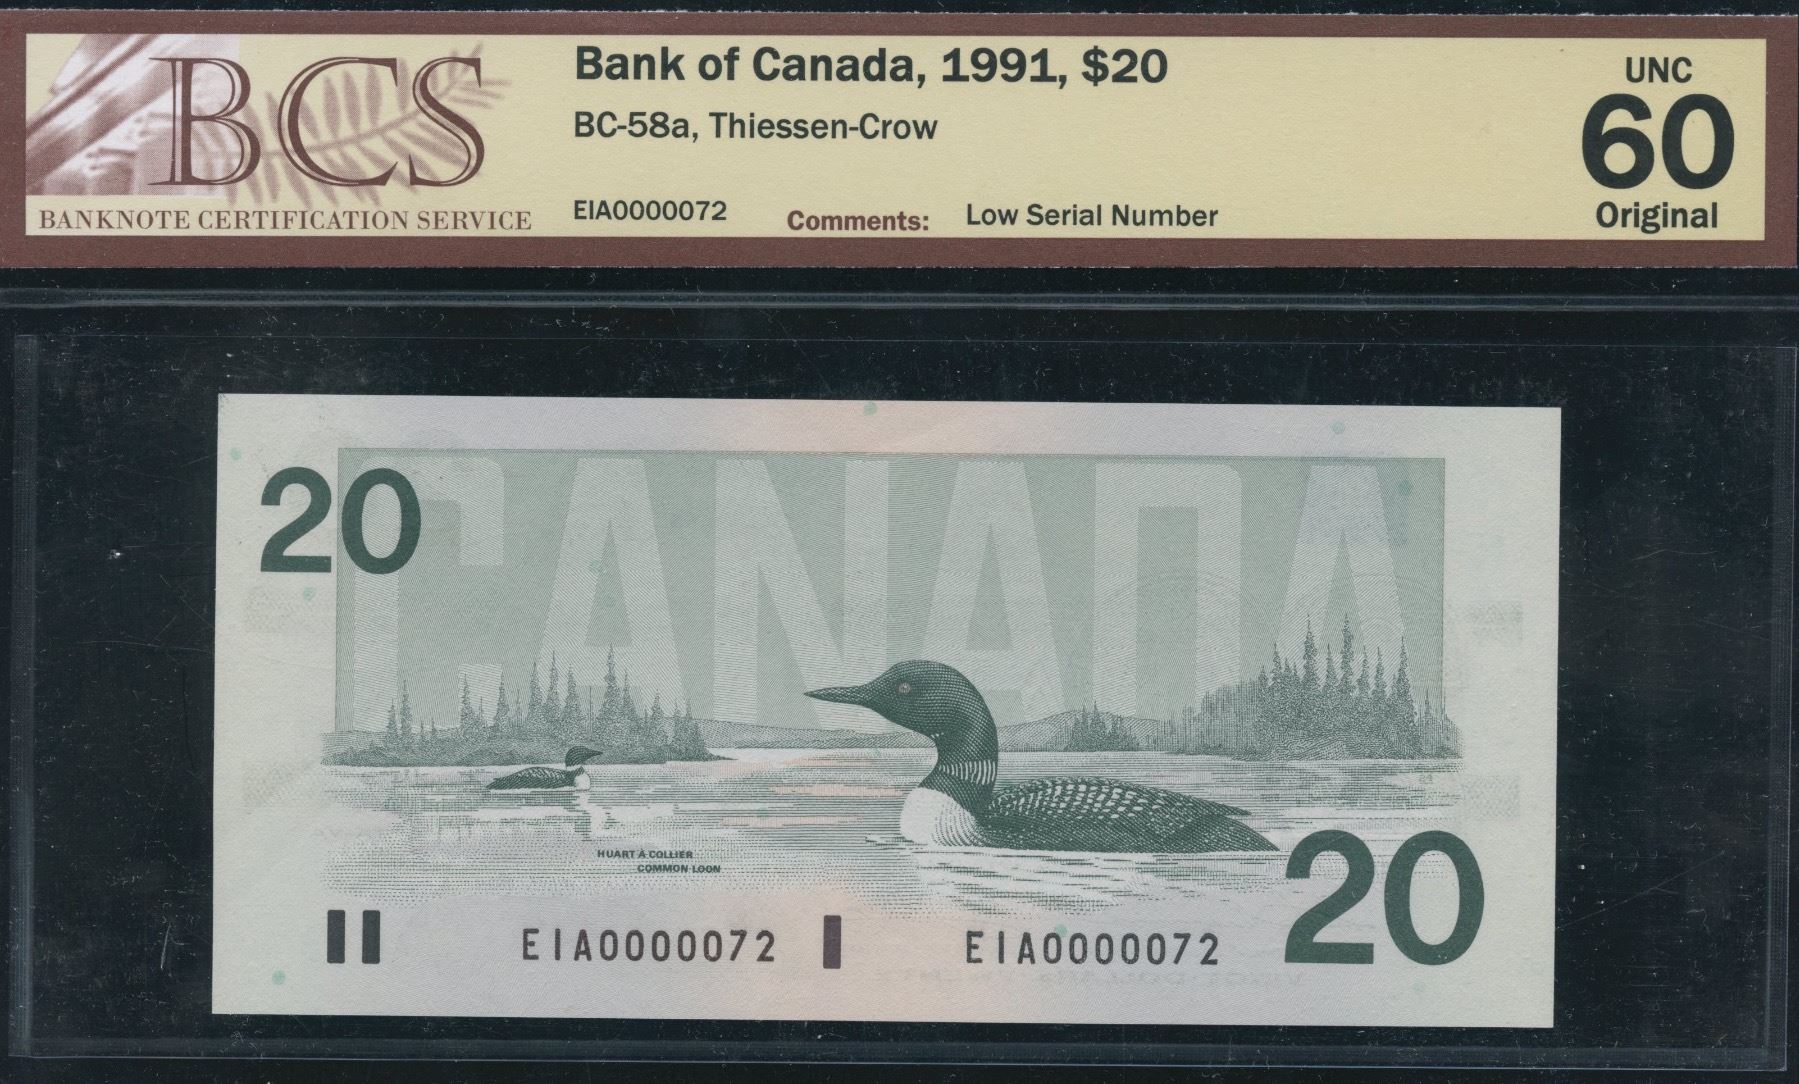 BCS
BANKNOTE CERTIFICATION SERVICE
Bank of Canada, 1991, $20
BC-58a, Thiessen-Crow
EIA0000072
Comments: Low Serial Number
UNC
60
Original
CANADA
20
HUART À COLLIER
COMMON LOON
EIA0000072
EIA0000072
20